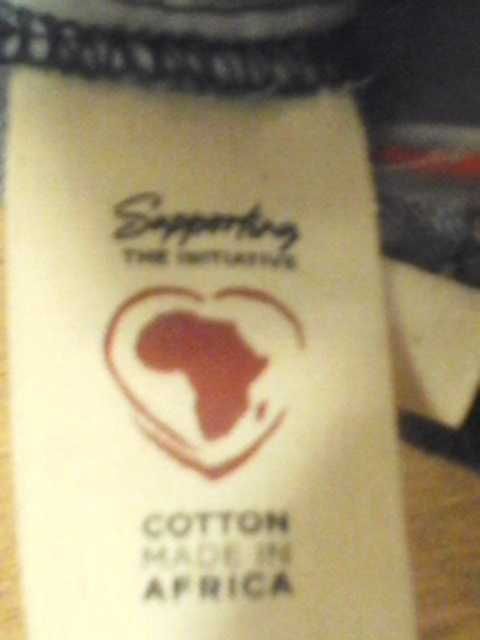 Supporting
THE INITIATIVE
COTTON
MADE IN
AFRICA